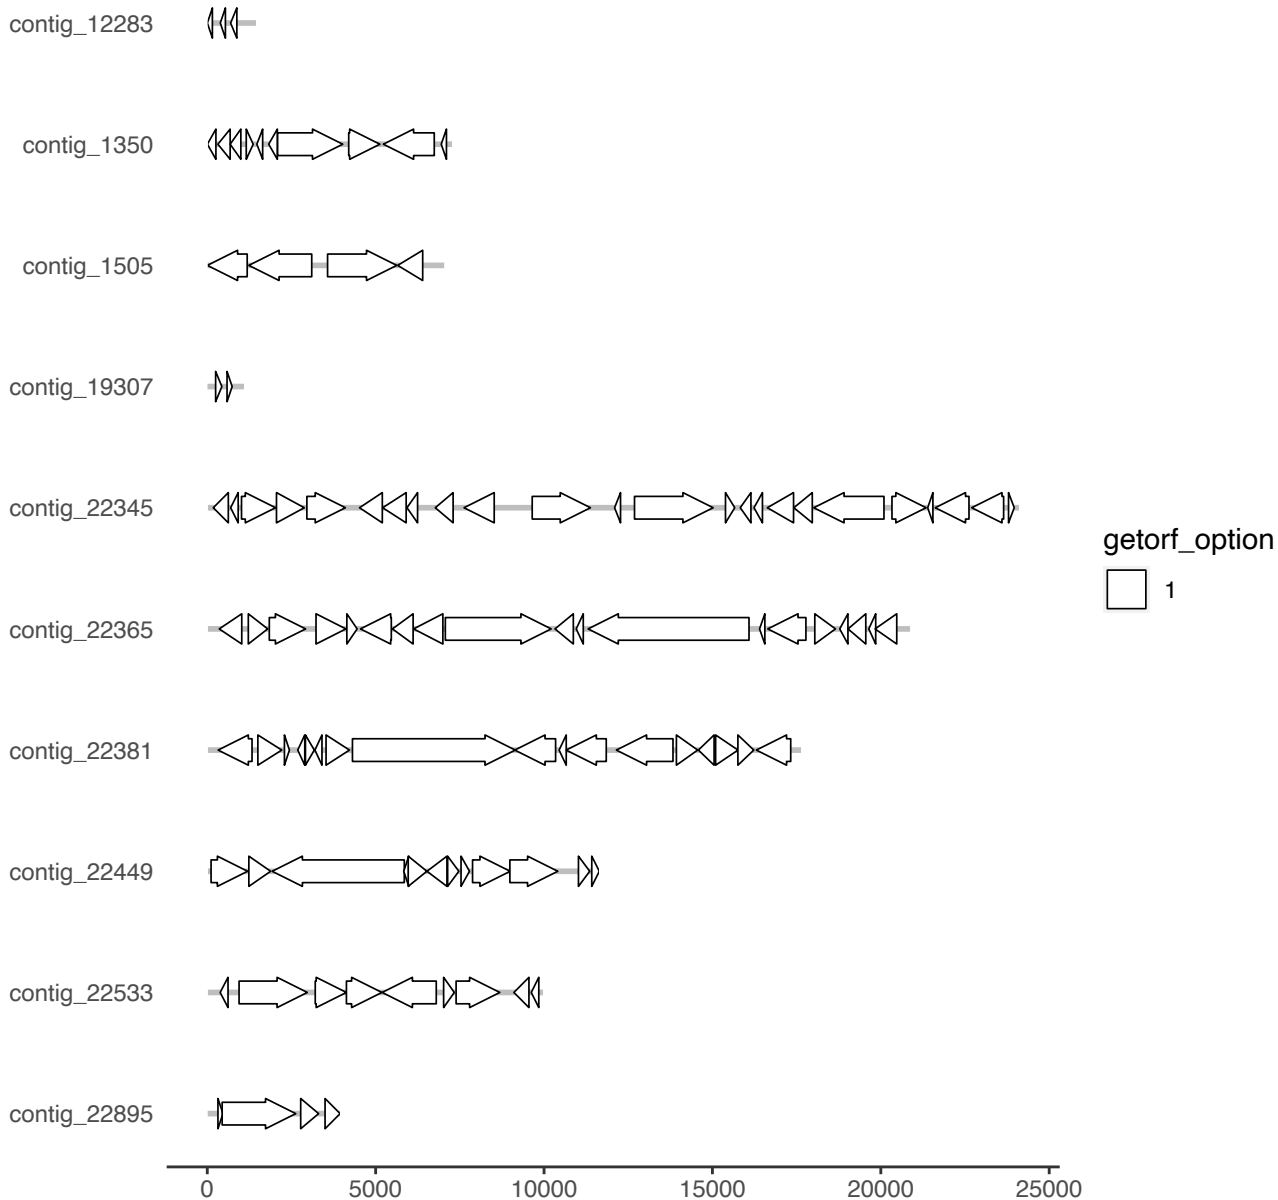 contig_12283
contig_1350
contig_1505
contig_19307
contig_22345
contig_22365
contig_22381
contig_22449
contig_22533
contig_22895
0 5000 10000 15000 20000 25000
getorf_option
1